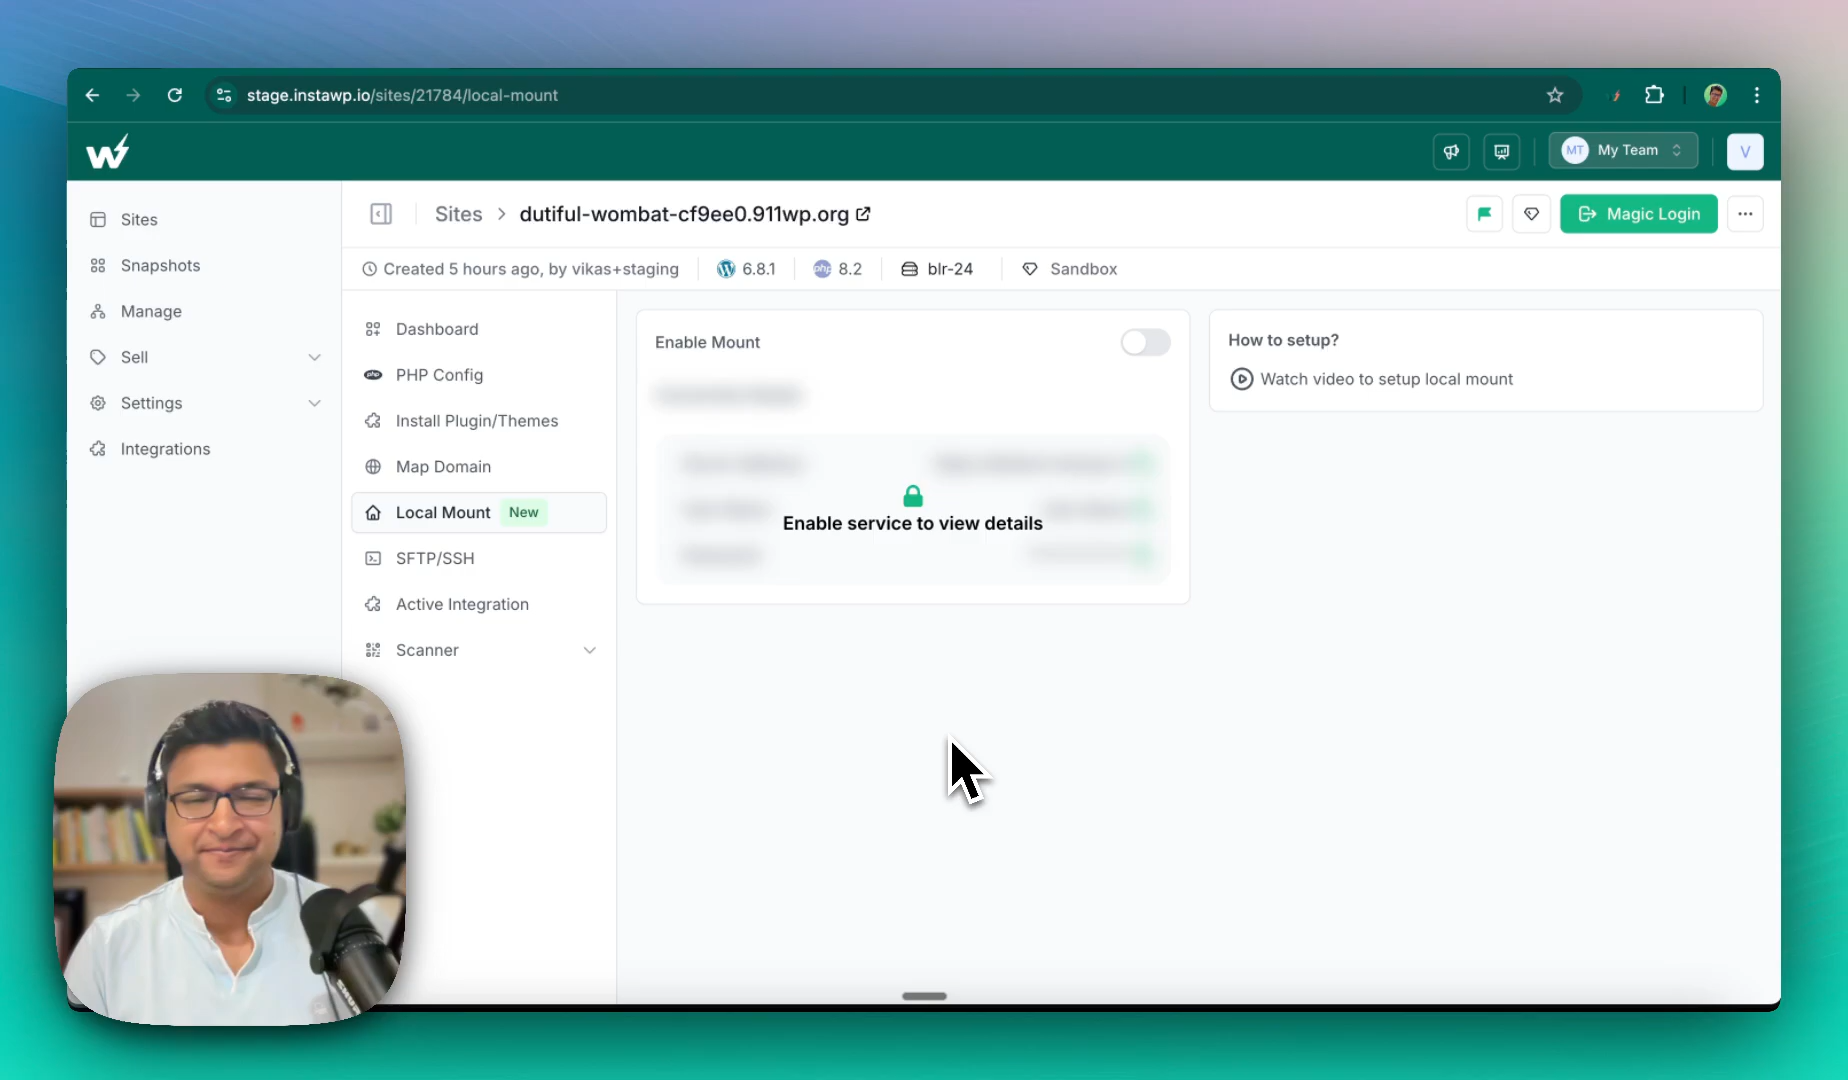 stage.instawp.io/sites/21784/local-mount
MT My Team
V
Sites
Snapshots
Manage
Sell
Settings
Integrations
Sites > dutiful-wombat-cf9ee0.911wp.org
Magic Login
Created 5 hours ago, by vikas+staging
6.8.1
php 8.2
blr-24
Sandbox
Dashboard
php PHP Config
Install Plugin/Themes
Map Domain
Local Mount New
SFTP/SSH
Active Integration
Scanner
Enable Mount
Enable service to view details
How to setup?
Watch video to setup local mount